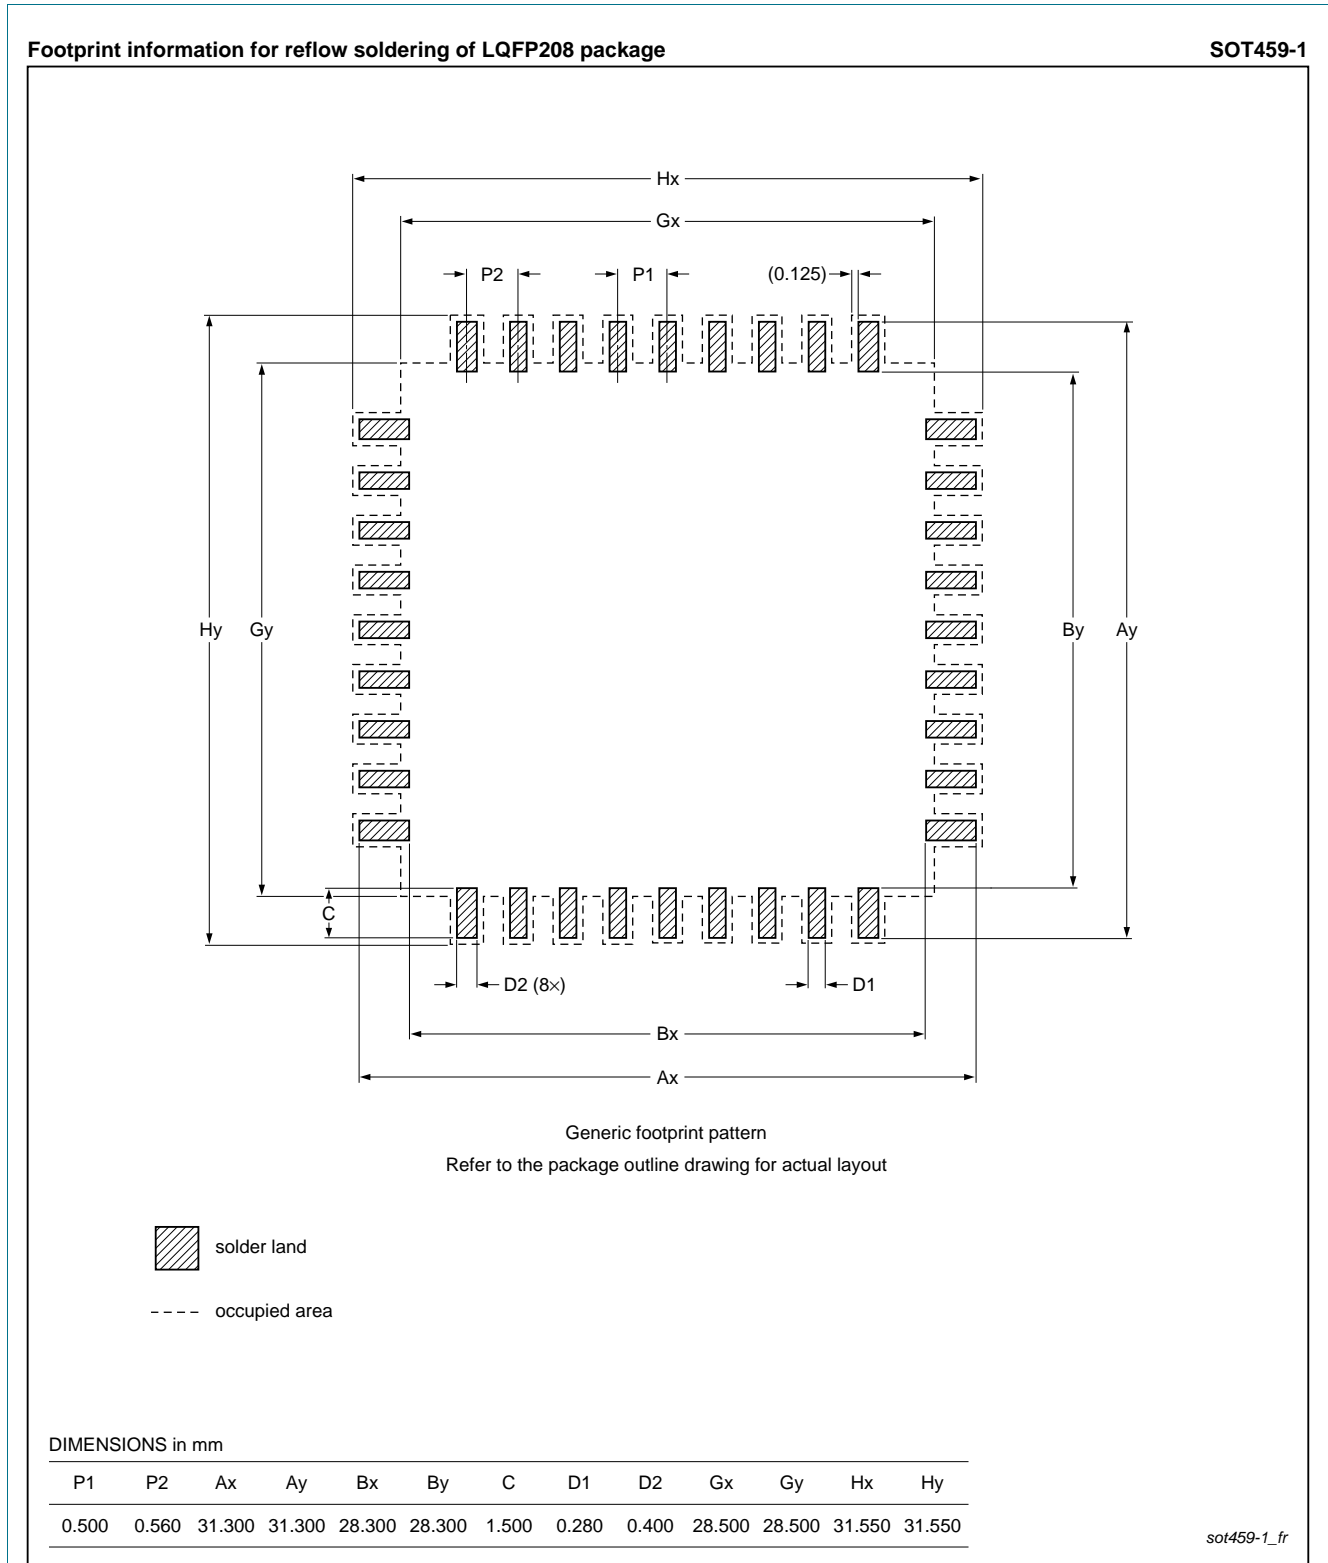 Footprint information for reflow soldering of LQFP208 package SOT459-1
Hx
Gx
P2 P1 (0.125)
Hy Gy By Ay
C
D2 (8×) D1
Bx
Ax
Generic footprint pattern
Refer to the package outline drawing for actual layout
solder land
occupied area
DIMENSIONS in mm
P1 P2 Ax Ay Bx By C D1 D2 Gx Gy Hx Hy
0.500 0.560 31.300 31.300 28.300 28.300 1.500 0.280 0.400 28.500 28.500 31.550 31.550
sot459-1_fr